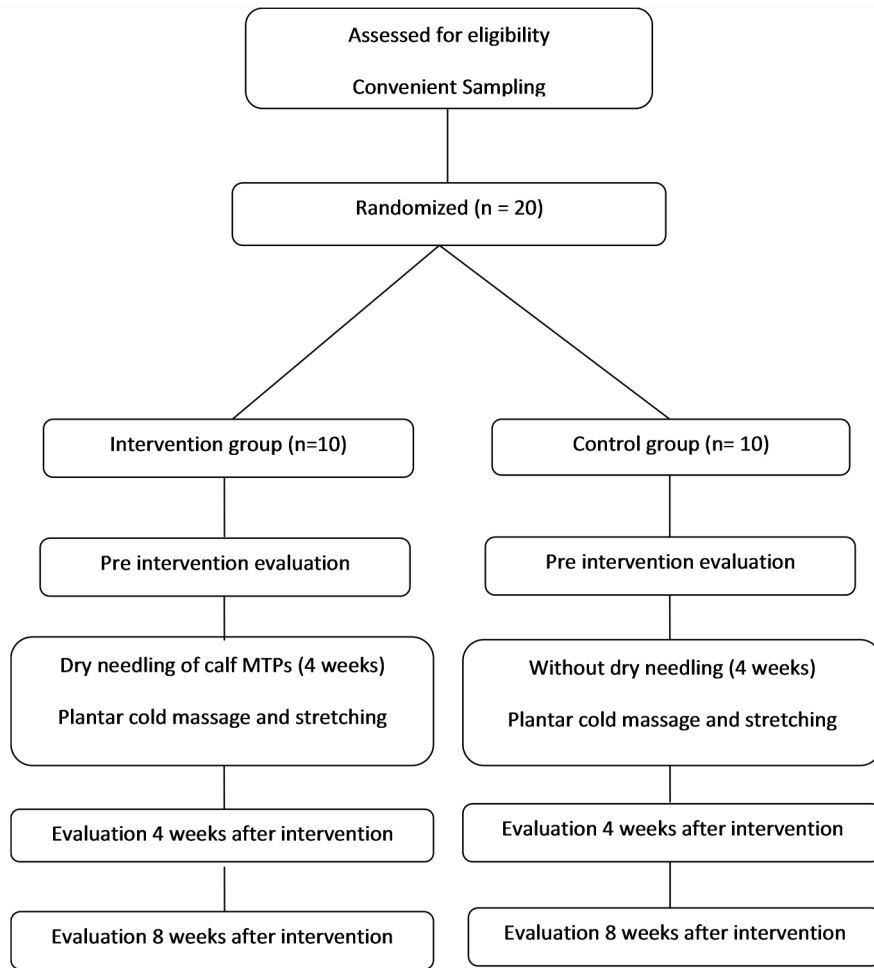 Assessed for eligibility
Convenient Sampling
Randomized (n = 20)
Intervention group (n=10)
Control group (n= 10)
Pre intervention evaluation
Pre intervention evaluation
Dry needling of calf MTPs (4 weeks)
Plantar cold massage and stretching
Without dry needling (4 weeks)
Plantar cold massage and stretching
Evaluation 4 weeks after intervention
Evaluation 4 weeks after intervention
Evaluation 8 weeks after intervention
Evaluation 8 weeks after intervention